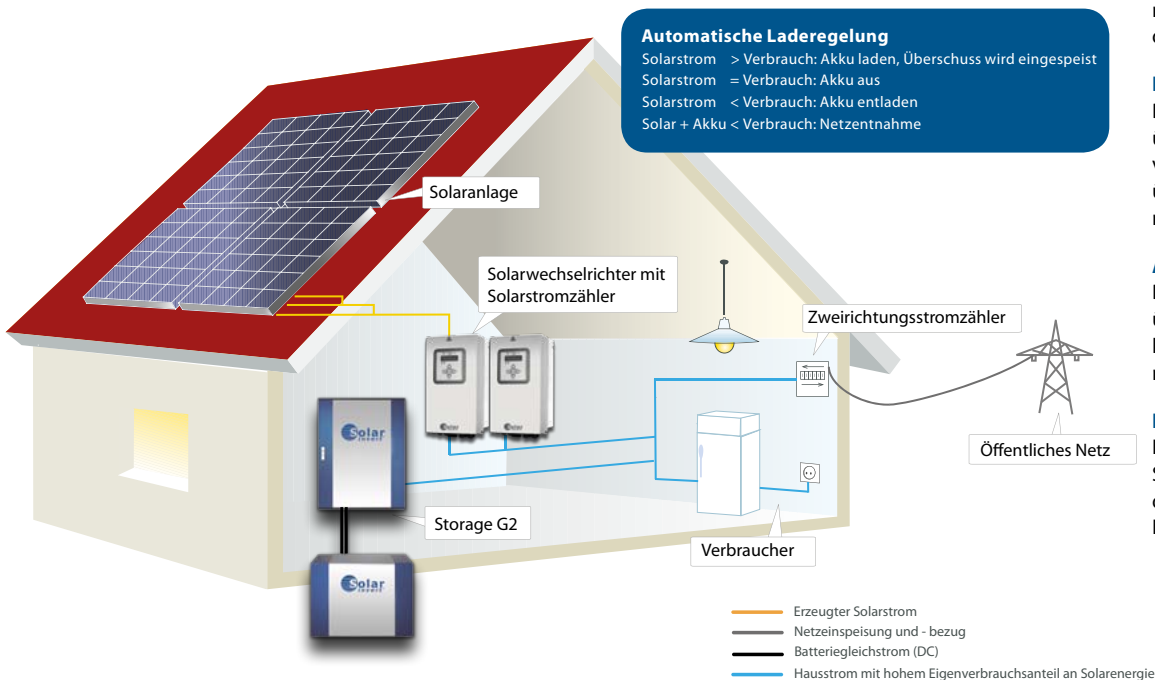 Automatische Laderegelung
Solarstrom > Verbrauch: Akku laden, Überschuss wird eingespeist
Solarstrom = Verbrauch: Akku aus
Solarstrom < Verbrauch: Akku entladen
Solar + Akku < Verbrauch: Netzentnahme
Solaranlage
Solarwechselrichter mit
Solarstromzähler
Zweirichtungsstromzähler
Öffentliches Netz
Solar
invert
Storage G2
Verbraucher
Solar
invert
Erzeugter Solarstrom
Netzeinspeisung und - bezug
Batteriegleichstrom (DC)
Hausstrom mit hohem Eigenverbrauchsanteil an Solarenergie